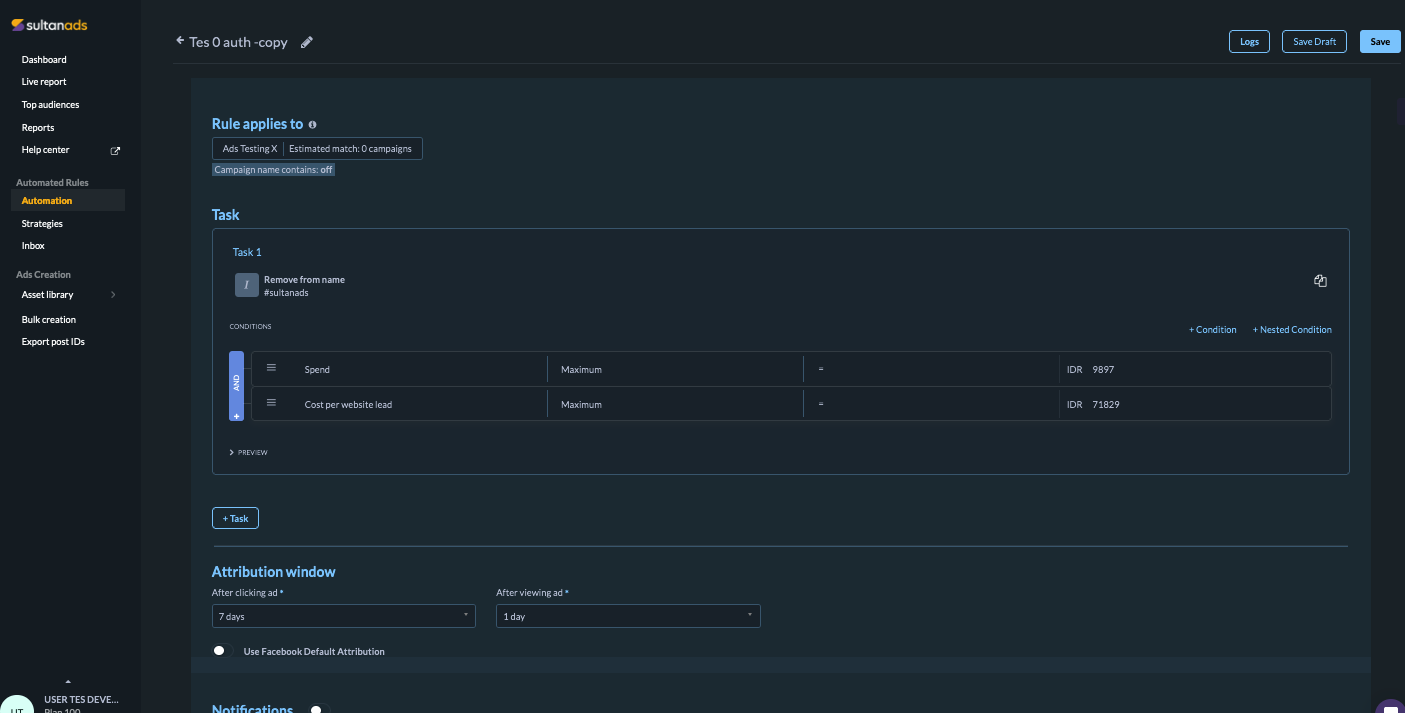 sultanads
Dashboard
Live report
Top audiences
Reports
Help center
Automated Rules
Automation
Strategies
Inbox
Ads Creation
Asset library
Bulk creation
Export post IDs
USER TES DEVE...
Plan 100
UT
Tes 0 auth -copy
Logs
Save Draft
Save
Rule applies to
Ads Testing X | Estimated match: 0 campaigns
Campaign name contains: off
Task
Task 1
I
Remove from name
#sultanads
CONDITIONS
+ Condition
+ Nested Condition
AND
+
Spend Maximum = IDR 9897
Cost per website lead Maximum = IDR 71829
PREVIEW
+ Task
Attribution window
After clicking ad *
After viewing ad *
7 days
1 day
Use Facebook Default Attribution
Notifications